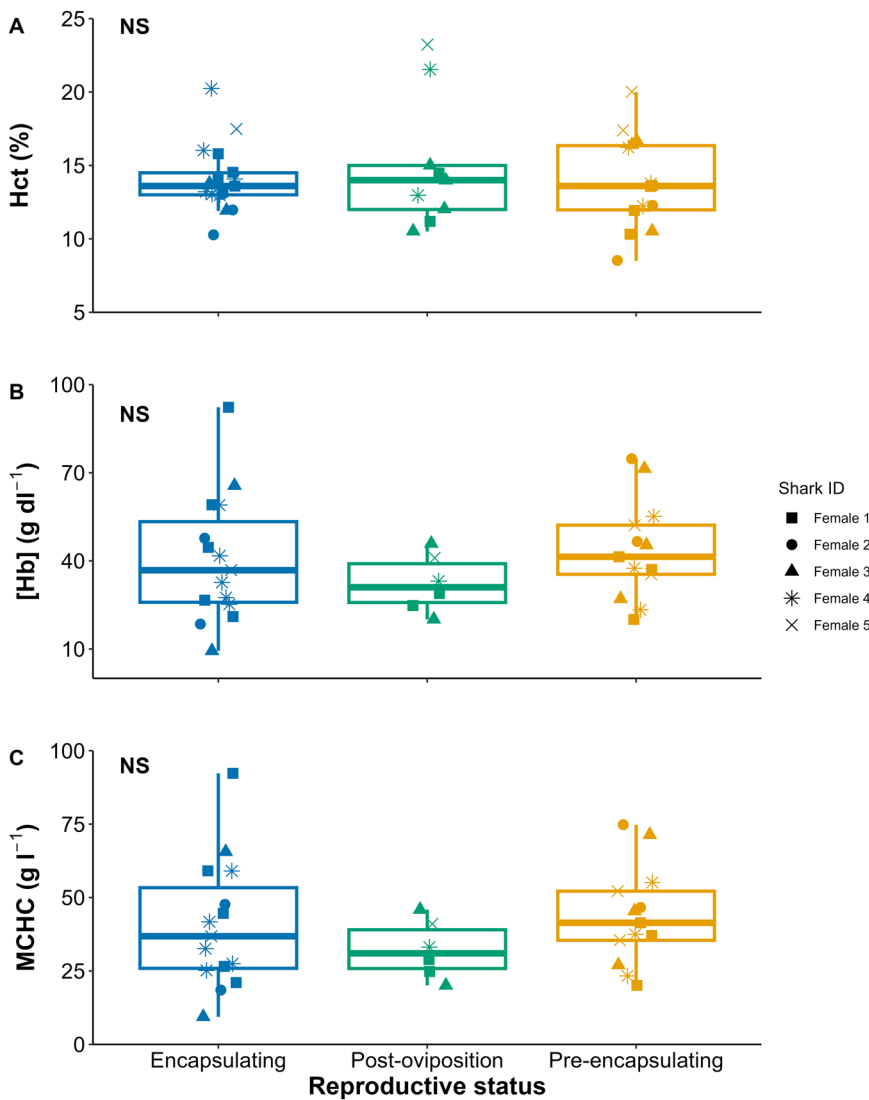 A
NS
25
20
15
10
5
Hct (%)
B
NS
100
70
40
10
[Hb] (g dl⁻¹)
Shark ID
Female 1
Female 2
Female 3
Female 4
Female 5
C
NS
100
75
50
25
0
MCHC (g l⁻¹)
Encapsulating Post-oviposition Pre-encapsulating
Reproductive status